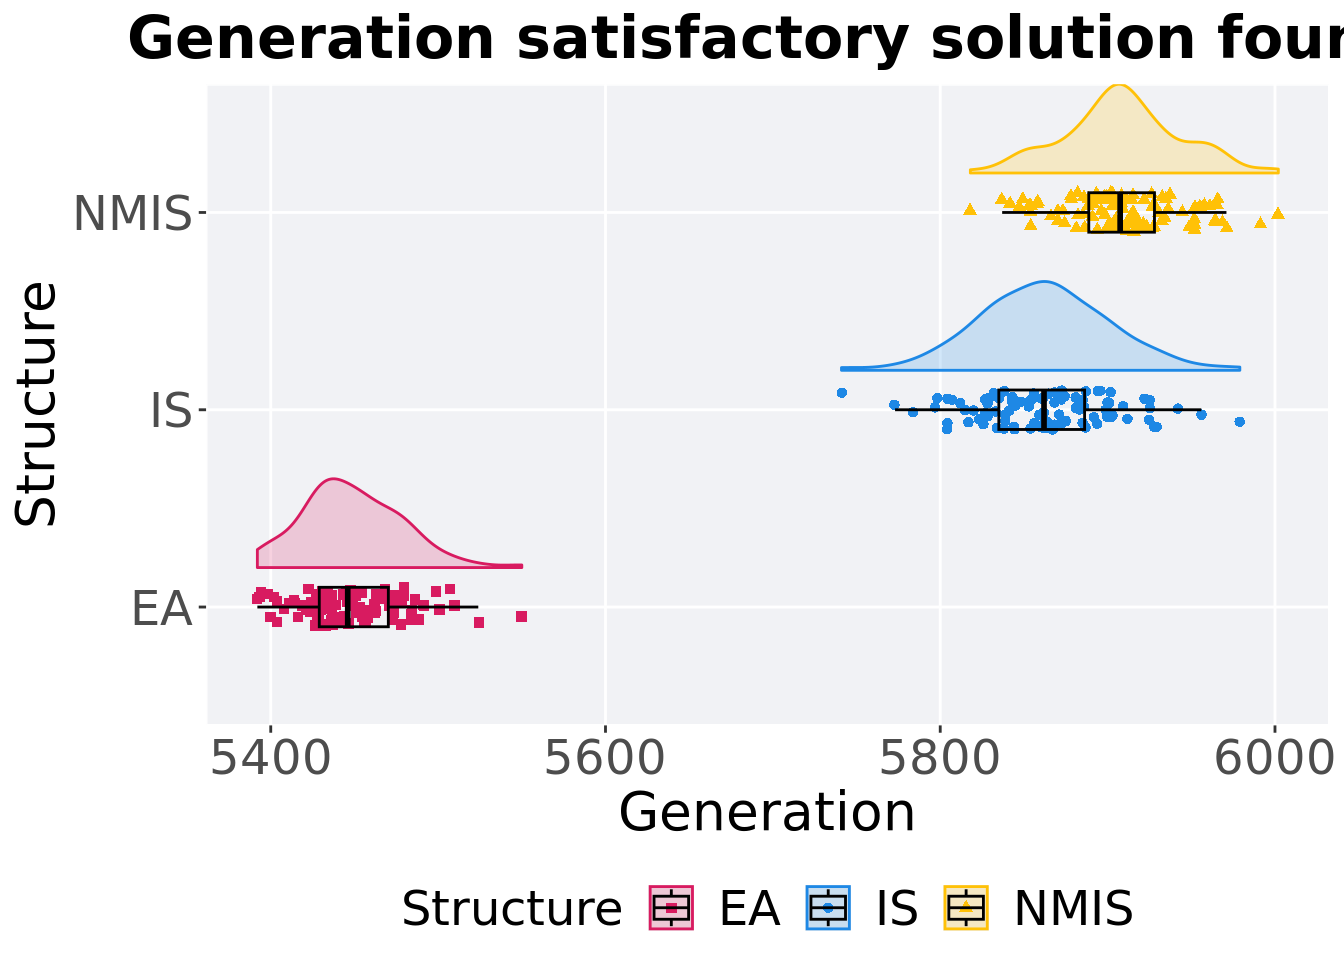 Generation satisfactory solution four
NMIS
IS
EA
Structure
5400 5600 5800 6000
Generation
Structure EA IS NMIS